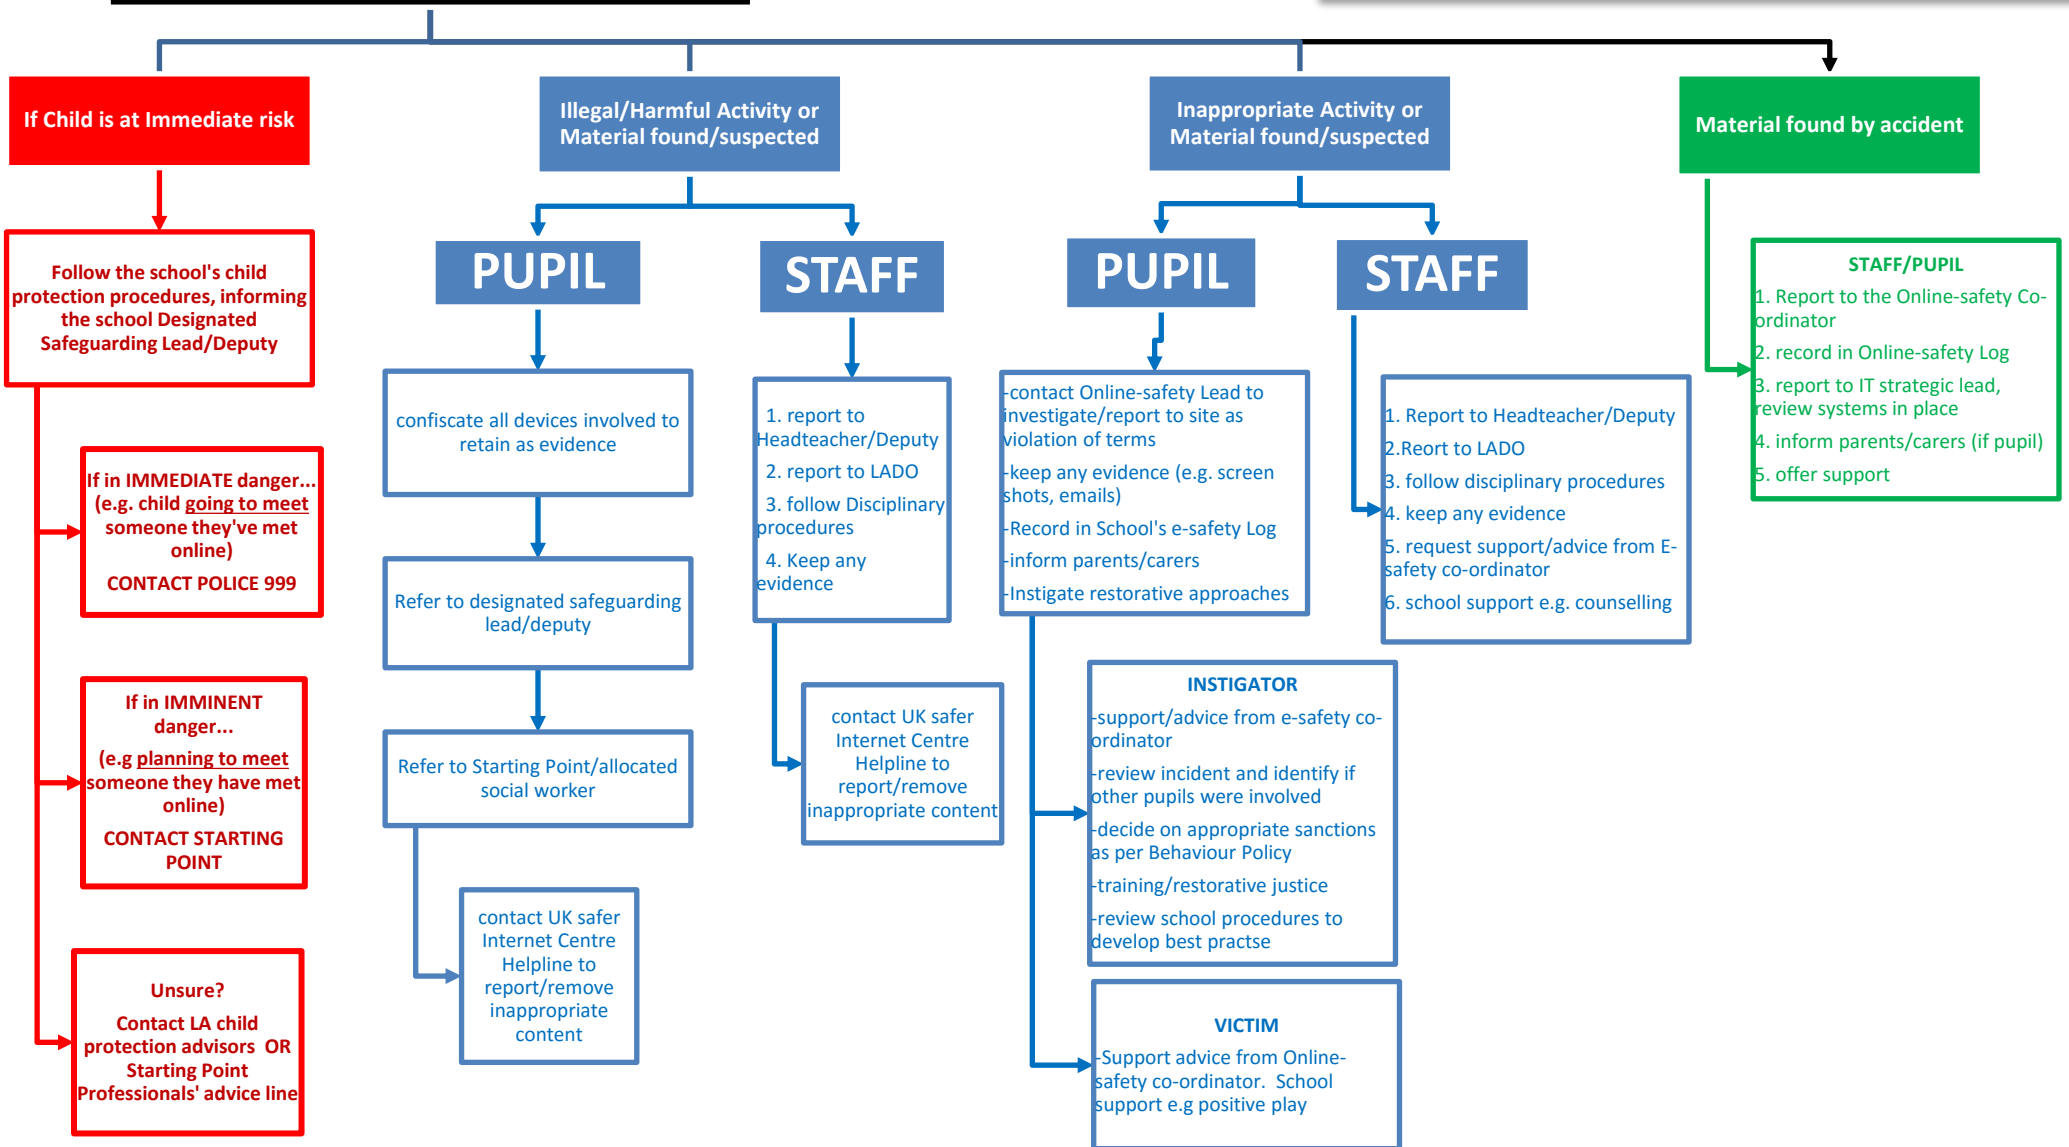 If Child is at Immediate risk
Follow the school's child
protection procedures, informing
the school Designated
Safeguarding Lead/Deputy
If in IMMEDIATE danger...
(e.g. child going to meet
someone they've met
online)
CONTACT POLICE 999
If in IMMINENT
danger...
(e.g planning to meet
someone they have met
online)
CONTACT STARTING
POINT
Unsure?
Contact LA child
protection advisors OR
Starting Point
Professionals' advice line
Illegal/Harmful Activity or
Material found/suspected
PUPIL
confiscate all devices involved to
retain as evidence
Refer to designated safeguarding
lead/deputy
Refer to Starting Point/allocated
social worker
contact UK safer
Internet Centre
Helpline to
report/remove
inappropriate
content
STAFF
1. report to
Headteacher/Deputy
2. report to LADO
3. follow Disciplinary
procedures
4. Keep any
evidence
contact UK safer
Internet Centre
Helpline to
report/remove
inappropriate content
Inappropriate Activity or
Material found/suspected
PUPIL
-contact Online-safety Lead to
investigate/report to site as
violation of terms
-keep any evidence (e.g. screen
shots, emails)
-Record in School's e-safety Log
-inform parents/carers
-Instigate restorative approaches
INSTIGATOR
-support/advice from e-safety co-
ordinator
-review incident and identify if
other pupils were involved
-decide on appropriate sanctions
as per Behaviour Policy
-training/restorative justice
-review school procedures to
develop best practse
VICTIM
-Support advice from Online-
safety co-ordinator. School
support e.g positive play
STAFF
1. Report to Headteacher/Deputy
2.Reort to LADO
3. follow disciplinary procedures
4. keep any evidence
5. request support/advice from E-
safety co-ordinator
6. school support e.g. counselling
Material found by accident
STAFF/PUPIL
1. Report to the Online-safety Co-
ordinator
2. record in Online-safety Log
3. report to IT strategic lead,
review systems in place
4. inform parents/carers (if pupil)
5. offer support